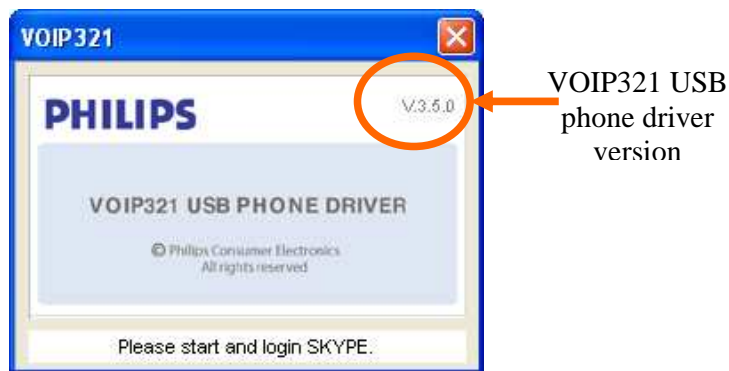 VOIP321
PHILIPS
V.3.5.0
VOIP321 USB PHONE DRIVER
© Philips Consumer Electronics
All rights reserved
Please start and login SKYPE.
VOIP321 USB
phone driver
version